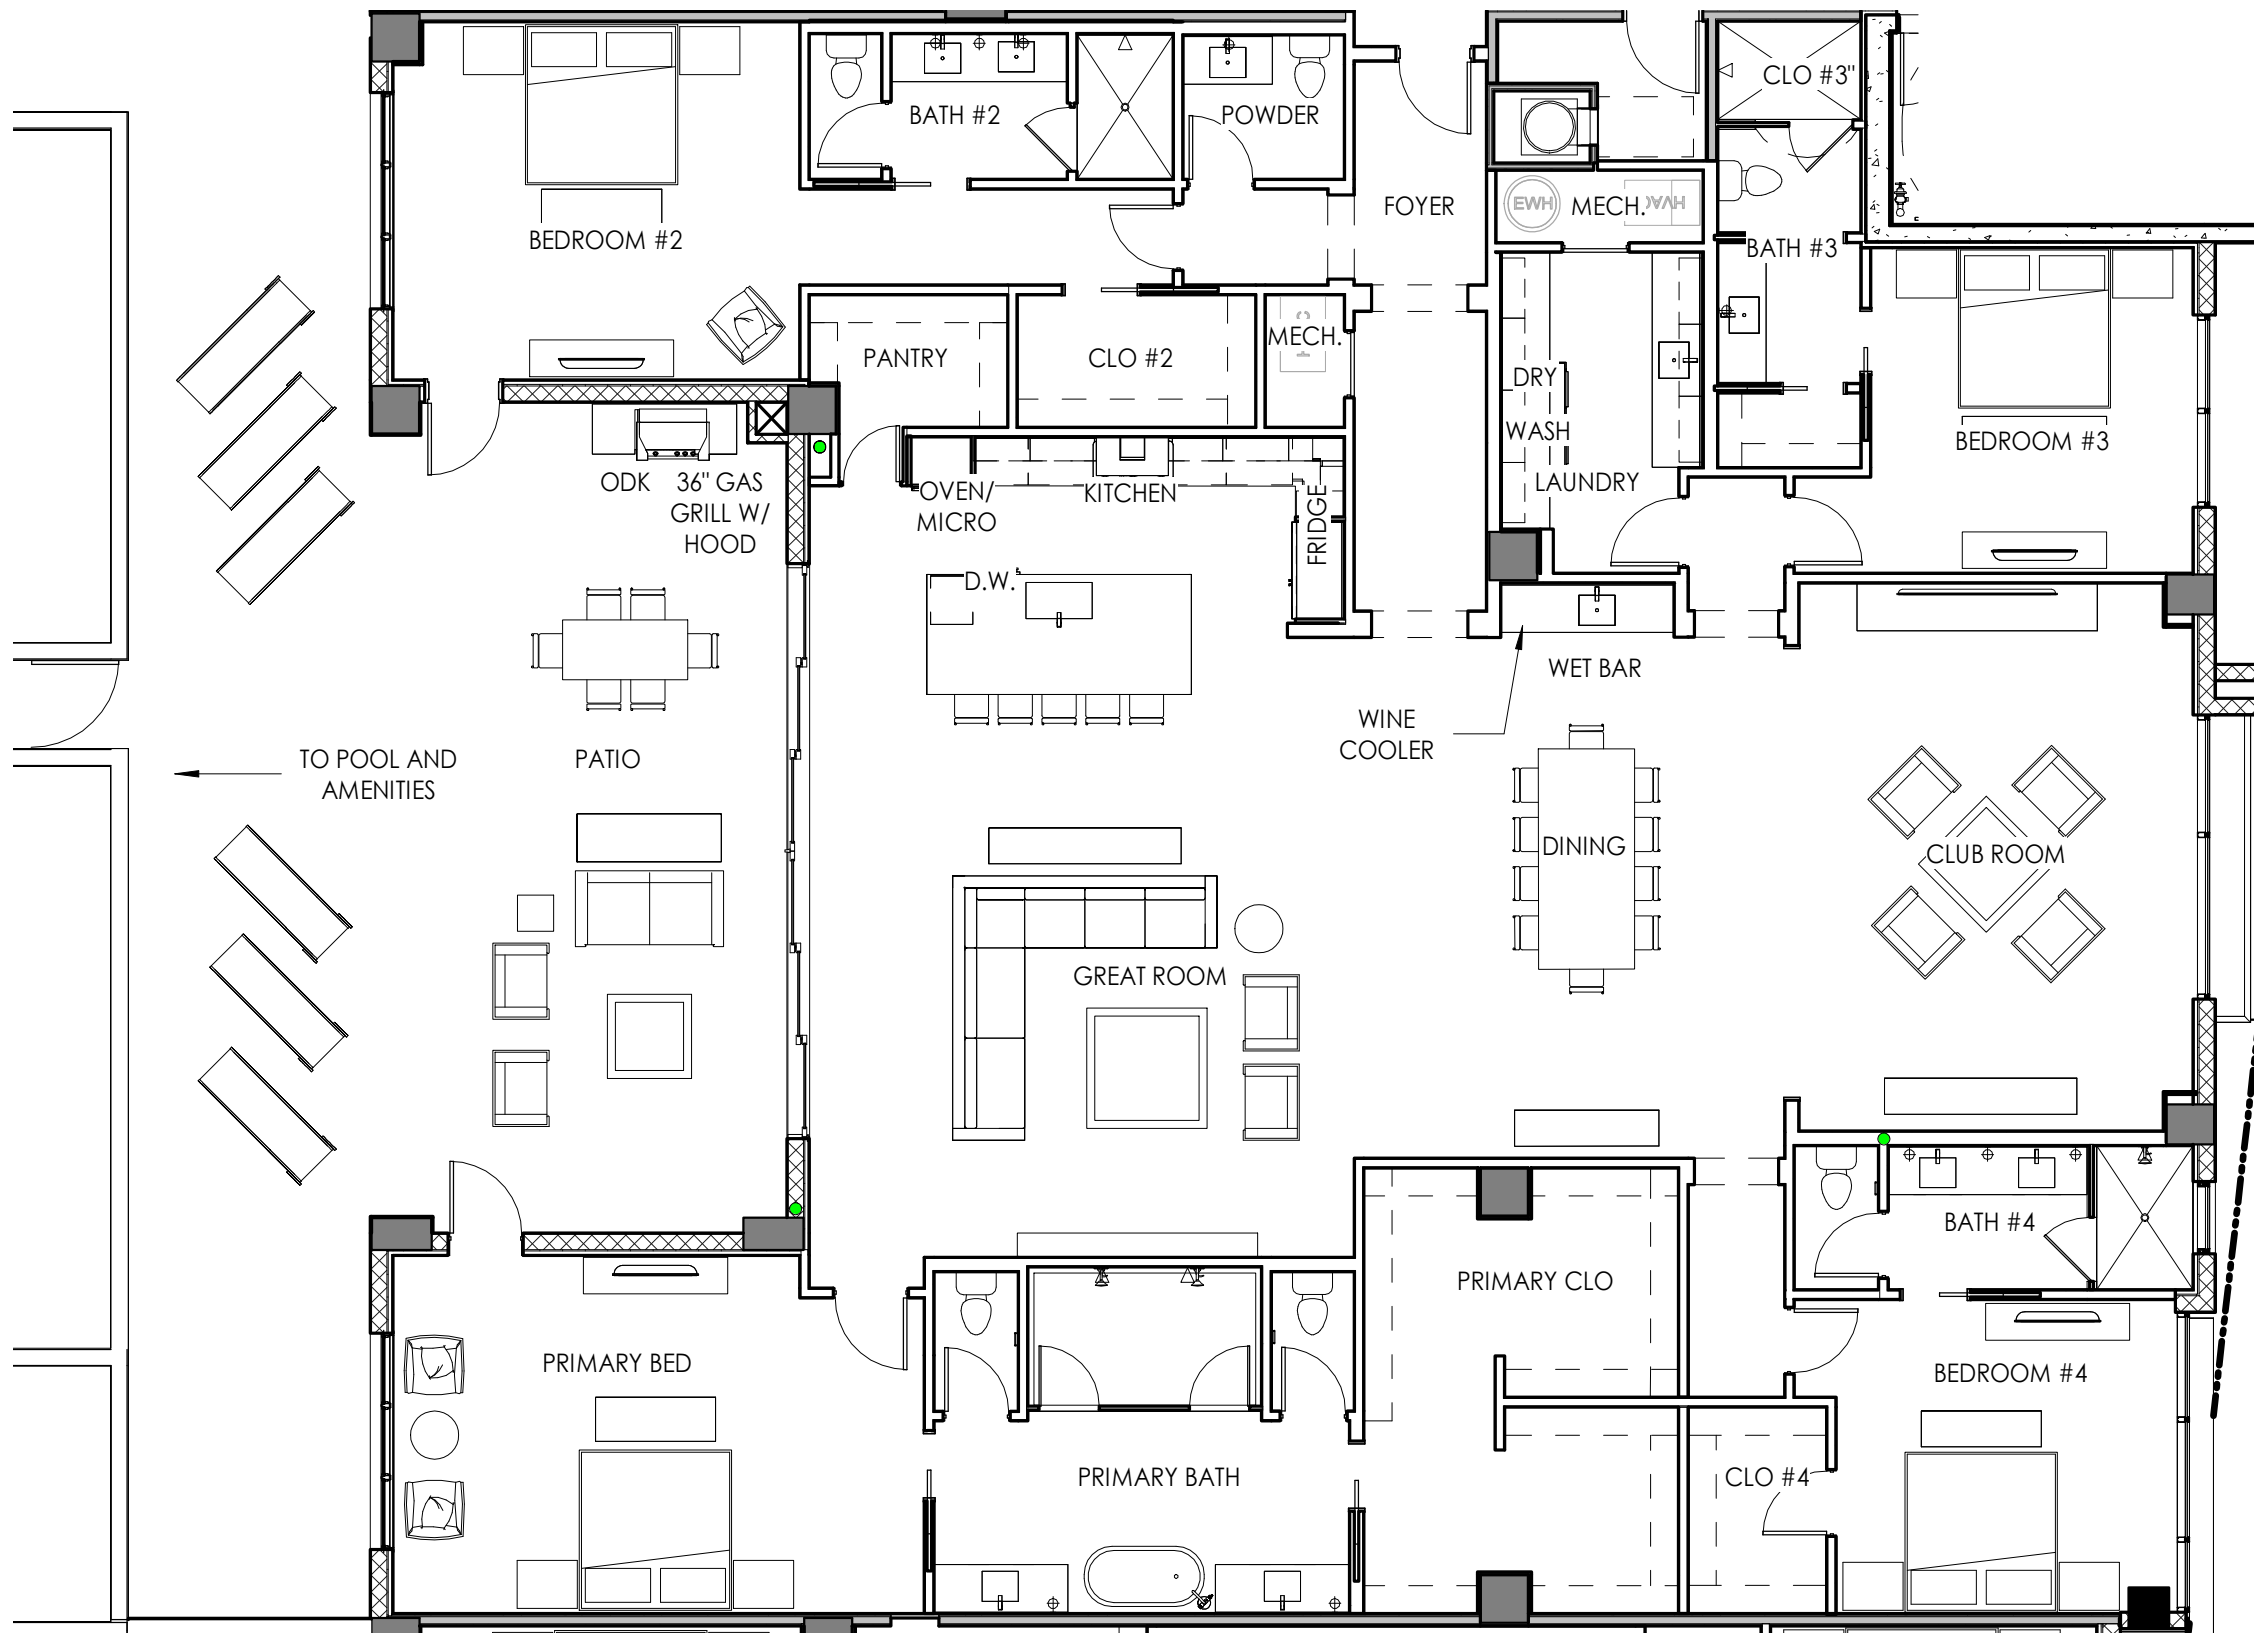 CLO #3"
BATH #2
POWDER
FOYER
EWH
MECH.
HVAC
BEDROOM #2
BATH #3
MECH.
PANTRY
CLO #2
DRY
WASH
BEDROOM #3
ODK
36" GAS
GRILL W/
HOOD
OVEN/
MICRO
KITCHEN
LAUNDRY
FRIDGE
D.W.
WET BAR
WINE
COOLER
TO POOL AND
AMENITIES
PATIO
DINING
CLUB ROOM
GREAT ROOM
BATH #4
PRIMARY CLO
PRIMARY BED
BEDROOM #4
PRIMARY BATH
CLO #4